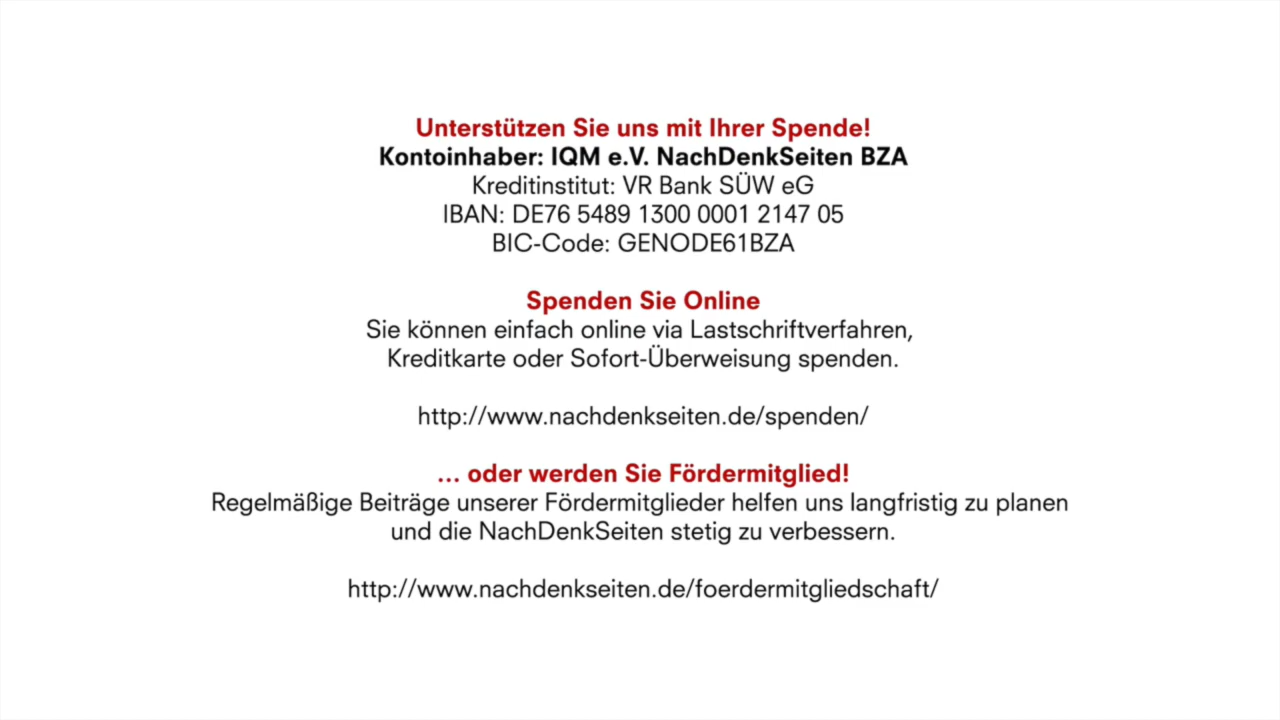 Unterstützen Sie uns mit Ihrer Spende!
Kontoinhaber: IQM e.V. NachDenkSeiten BZA
Kreditinstitut: VR Bank SÜW eG
IBAN: DE76 5489 1300 0001 2147 05
BIC-Code: GENODE61BZA
Spenden Sie Online
Sie können einfach online via Lastschriftverfahren,
Kreditkarte oder Sofort-Überweisung spenden.
http://www.nachdenkseiten.de/spenden/
... oder werden Sie Fördermitglied!
Regelmäßige Beiträge unserer Fördermitglieder helfen uns langfristig zu planen
und die NachDenkSeiten stetig zu verbessern.
http://www.nachdenkseiten.de/foerdermitgliedschaft/